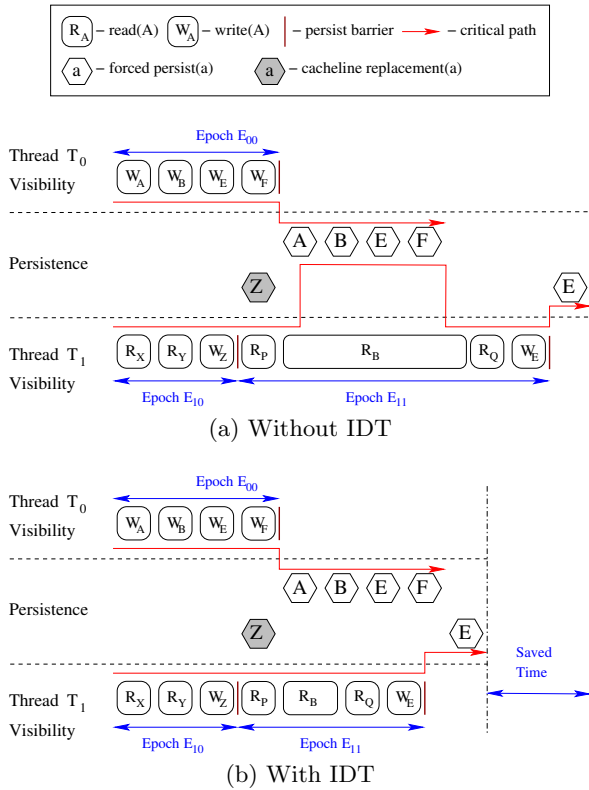 R_A – read(A) W_A – write(A) – persist barrier – critical path
a – forced persist(a) a – cacheline replacement(a)
Epoch E_00
Thread T_0
Visibility
W_A W_B W_E W_F
A B E F
Persistence
Z E
Thread T_1
Visibility
R_X R_Y W_Z R_P R_B R_Q W_E
Epoch E_10 Epoch E_11
(a) Without IDT
Epoch E_00
Thread T_0
Visibility
W_A W_B W_E W_F
A B E F
Persistence
Z E
Saved
Time
Thread T_1
Visibility
R_X R_Y W_Z R_P R_B R_Q W_E
Epoch E_10 Epoch E_11
(b) With IDT